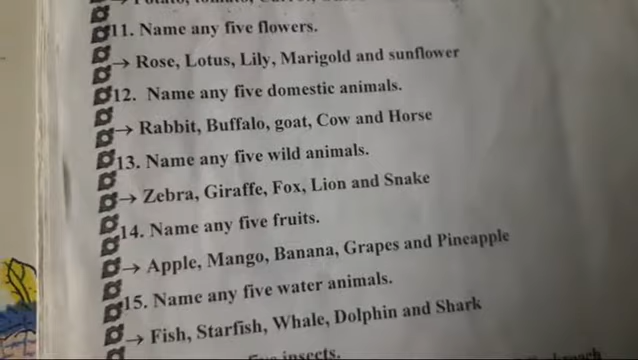 11. Name any five flowers.
→ Rose, Lotus, Lily, Marigold and sunflower
12. Name any five domestic animals.
→ Rabbit, Buffalo, goat, Cow and Horse
13. Name any five wild animals.
→ Zebra, Giraffe, Fox, Lion and Snake
14. Name any five fruits.
→ Apple, Mango, Banana, Grapes and Pineapple
15. Name any five water animals.
→ Fish, Starfish, Whale, Dolphin and Shark
five insects.